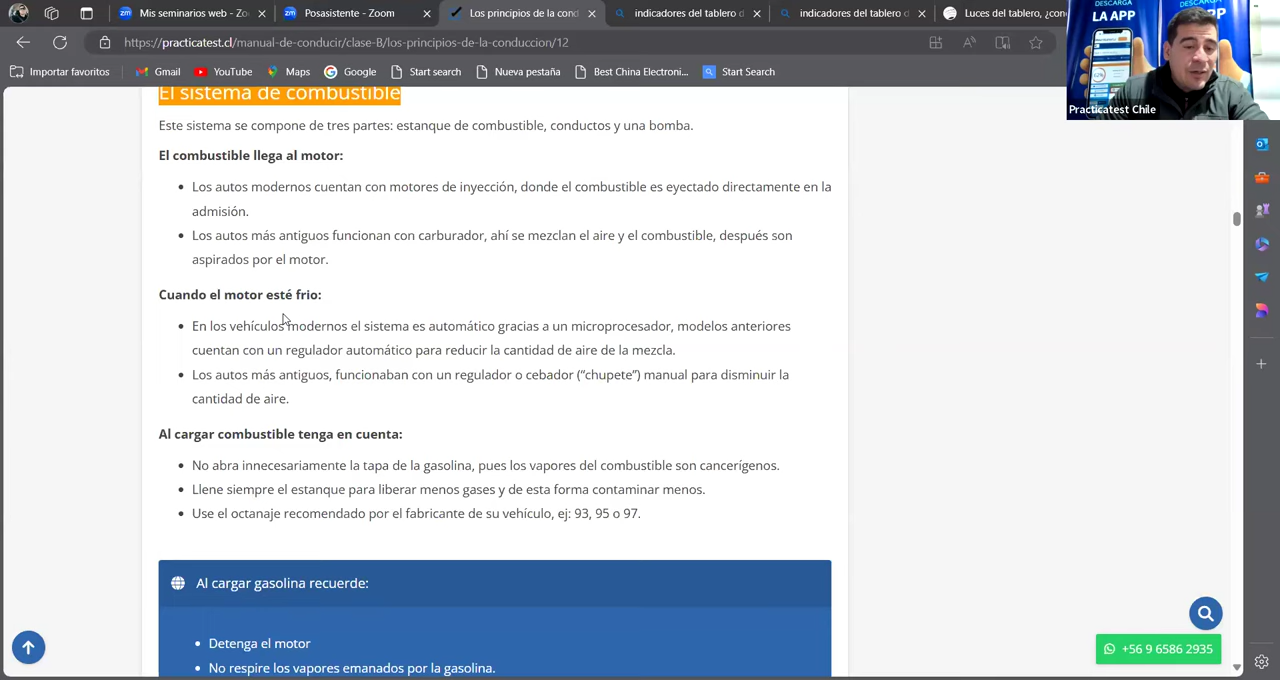 Mis seminarios web - Zo
Posasistente - Zoom
Los principios de la cond
indicadores del tablero d
indicadores del tablero d
Luces del tablero, ¿cono
https://practicatest.cl/manual-de-conducir/clase-B/los-principios-de-la-conduccion/12
Importar favoritos
Gmail
YouTube
Maps
Google
Start search
Nueva pestaña
Best China Electroni...
Start Search
DESCARGA
LA APP
Practicatest Chile
El sistema de combustible
Este sistema se compone de tres partes: estanque de combustible, conductos y una bomba.
El combustible llega al motor:
Los autos modernos cuentan con motores de inyección, donde el combustible es eyectado directamente en la
admisión.
Los autos más antiguos funcionan con carburador, ahí se mezclan el aire y el combustible, después son
aspirados por el motor.
Cuando el motor esté frio:
En los vehículos modernos el sistema es automático gracias a un microprocesador, modelos anteriores
cuentan con un regulador automático para reducir la cantidad de aire de la mezcla.
Los autos más antiguos, funcionaban con un regulador o cebador (“chupete”) manual para disminuir la
cantidad de aire.
Al cargar combustible tenga en cuenta:
No abra innecesariamente la tapa de la gasolina, pues los vapores del combustible son cancerígenos.
Llene siempre el estanque para liberar menos gases y de esta forma contaminar menos.
Use el octanaje recomendado por el fabricante de su vehículo, ej: 93, 95 o 97.
Al cargar gasolina recuerde:
Detenga el motor
No respire los vapores emanados por la gasolina.
+56 9 6586 2935